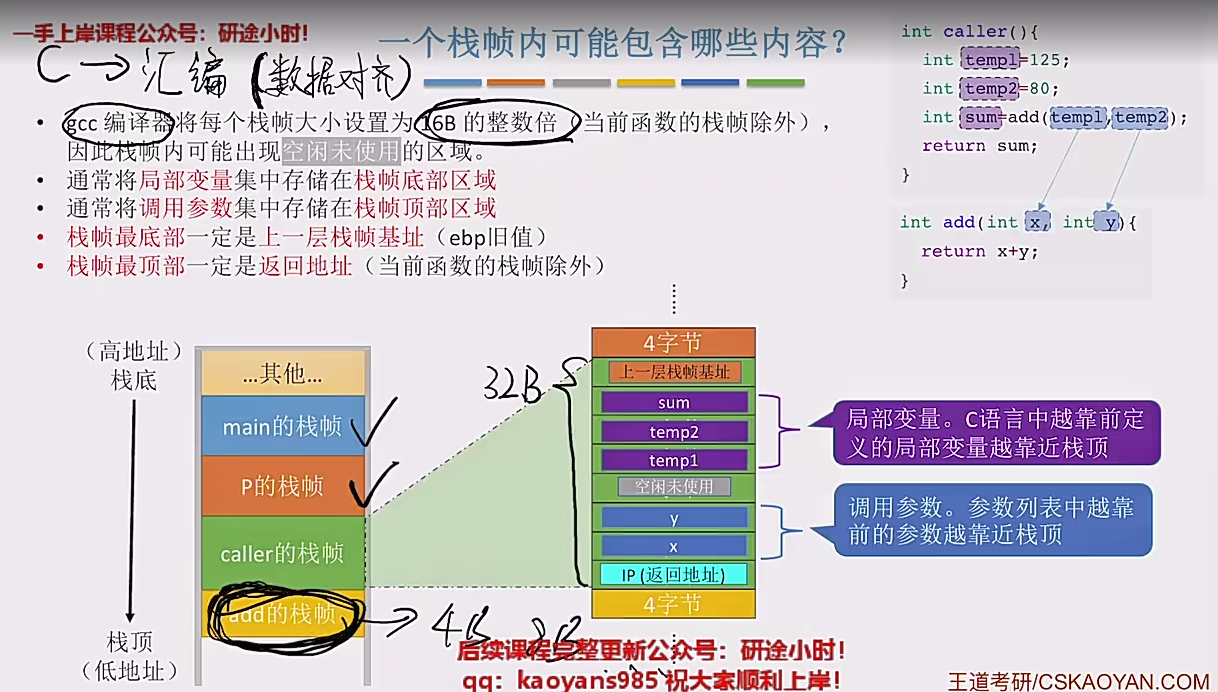 一手上岸课程公众号：研途小时!
一个栈帧内可能包含哪些内容？
C → 汇编（数据对齐）
• gcc 编译器将每个栈帧大小设置为 16B 的整数倍（当前函数的栈帧除外），
因此栈帧内可能出现空闲未使用的区域。
• 通常将局部变量集中存储在栈帧底部区域
• 通常将调用参数集中存储在栈帧顶部区域
• 栈帧最底部一定是上一层栈帧基址（ebp旧值）
• 栈帧最顶部一定是返回地址（当前函数的栈帧除外）
int caller(){
int temp1=125;
int temp2=80;
int sum=add(temp1,temp2);
return sum;
}
int add(int x, int y){
return x+y;
}
（高地址）
栈底
栈顶
（低地址）
...其他...
main的栈帧
P的栈帧
caller的栈帧
add的栈帧
32B
4B 8B
4字节
上一层栈帧基址
sum
temp2
temp1
空闲未使用
y
x
IP (返回地址)
4字节
局部变量。C语言中越靠前定
义的局部变量越靠近栈顶
调用参数。参数列表中越靠
前的参数越靠近栈顶
后续课程完整更新公众号：研途小时!
qq：kaoyans985 祝大家顺利上岸!
王道考研/CSKAOYAN.COM